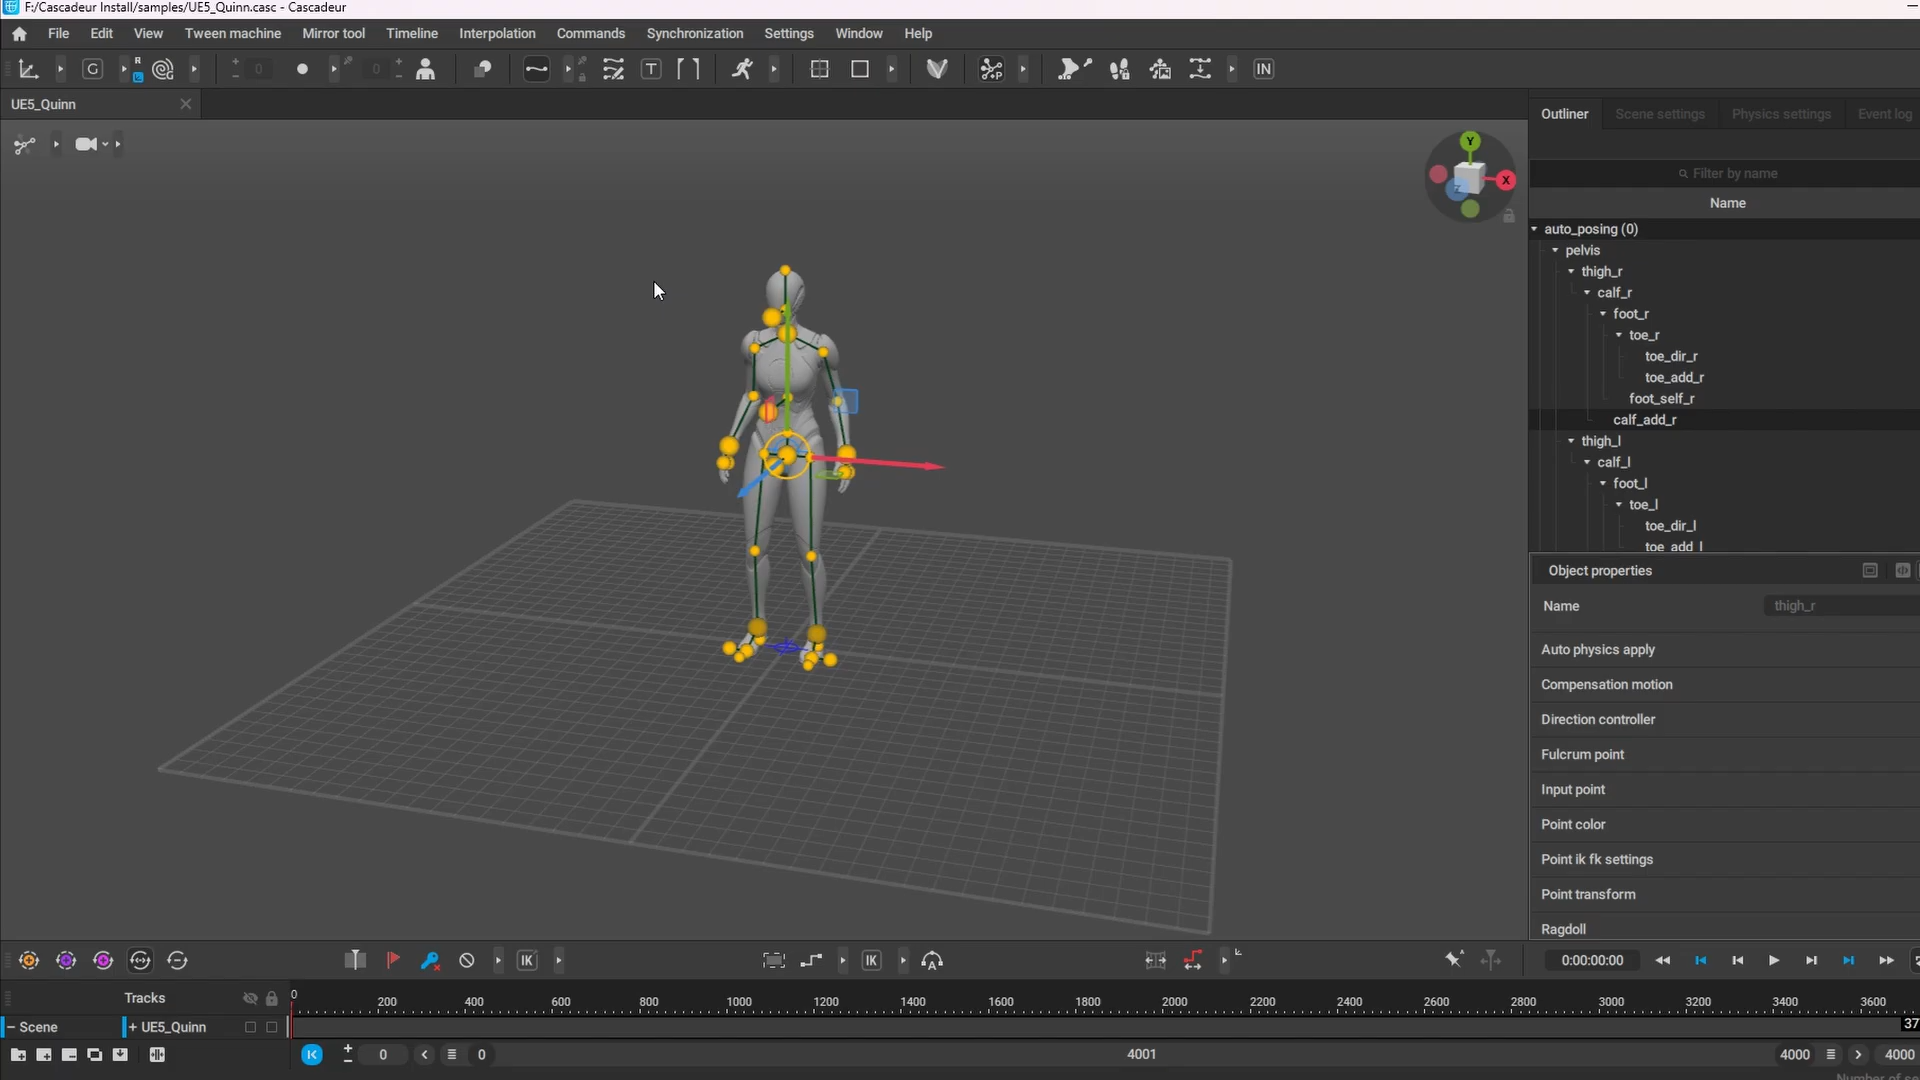 F:/Cascadeur Install/samples/UE5_Quinn.casc - Cascadeur
File Edit View Tween machine Mirror tool Timeline Interpolation Commands Synchronization Settings Window Help
G R L 0 0 T P IN
UE5_Quinn
Outliner Scene settings Physics settings Event log
Y
X
Z
Filter by name
Name
auto_posing (0)
pelvis
thigh_r
calf_r
foot_r
toe_r
toe_dir_r
toe_add_r
foot_self_r
calf_add_r
thigh_l
calf_l
foot_l
toe_l
toe_dir_l
toe_add_l
Object properties
Name thigh_r
Auto physics apply
Compensation motion
Direction controller
Fulcrum point
Input point
Point color
Point ik fk settings
Point transform
Ragdoll
IK IK A 0:00:00:00
Tracks
0 200 400 600 800 1000 1200 1400 1600 1800 2000 2200 2400 2600 2800 3000 3200 3400 3600
Scene + UE5_Quinn
37
0 0 4001 4000 4000